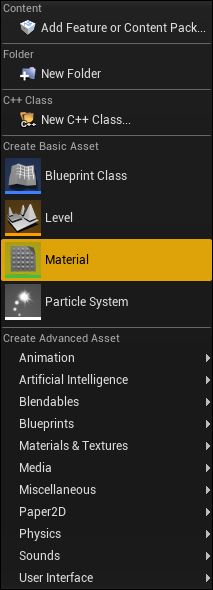 Content
Add Feature or Content Pack...
Folder
New Folder
C++ Class
C++
New C++ Class...
Create Basic Asset
Blueprint Class
Level
Material
Particle System
Create Advanced Asset
Animation
Artificial Intelligence
Blendables
Blueprints
Materials & Textures
Media
Miscellaneous
Paper2D
Physics
Sounds
User Interface